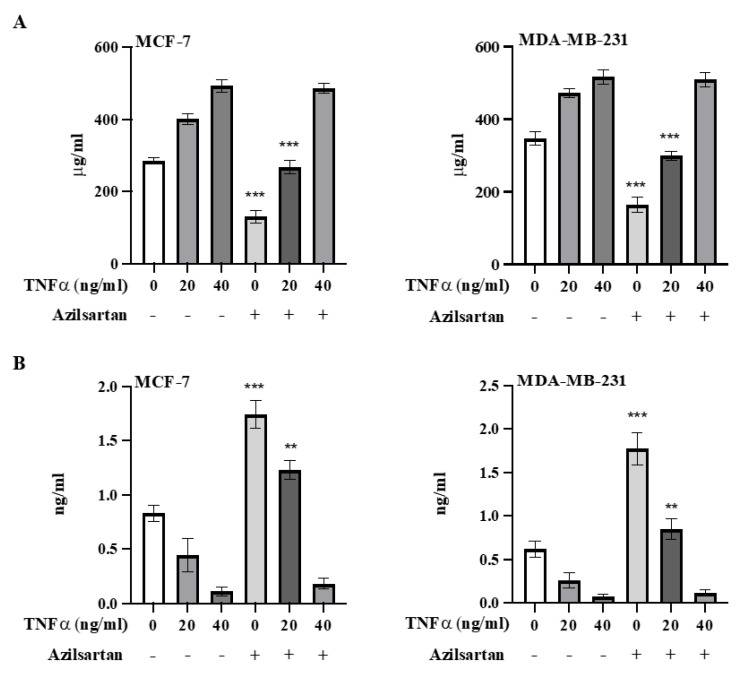 A
MCF-7
600
400
200
0
μg/ml
***
***
TNFα (ng/ml) 0 20 40 0 20 40
Azilsartan - - - + + +
MDA-MB-231
600
400
200
0
μg/ml
***
***
TNFα (ng/ml) 0 20 40 0 20 40
Azilsartan - - - + + +
B
MCF-7
2.0
1.5
1.0
0.5
0.0
ng/ml
***
**
TNFα (ng/ml) 0 20 40 0 20 40
Azilsartan - - - + + +
MDA-MB-231
2.5
2.0
1.5
1.0
0.5
0.0
ng/ml
***
**
TNFα (ng/ml) 0 20 40 0 20 40
Azilsartan - - - + + +